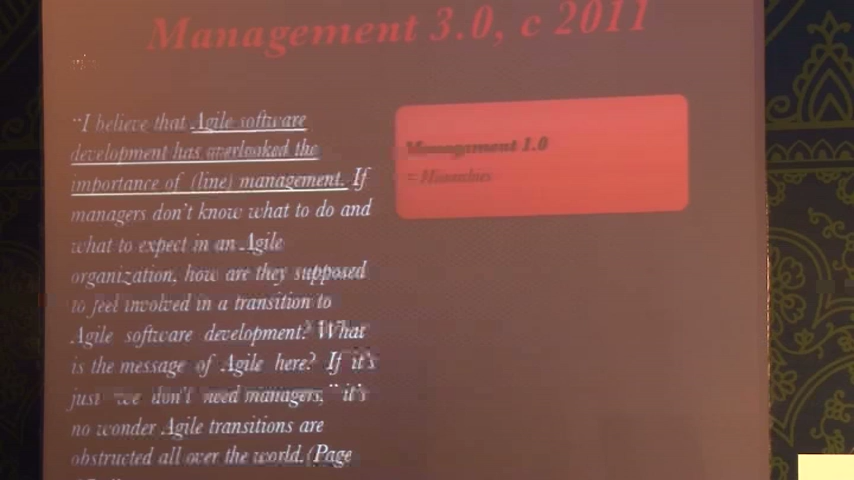 Management 3.0, c 2011
“I believe that Agile software
development has overlooked the
importance of (line) management. If
managers don't know what to do and
what to expect in an Agile
organization, how are they supposed
to feel involved in a transition to
Agile software development? What
is the message of Agile here? If it's
just “we don't need managers,” it's
no wonder Agile transitions are
obstructed all over the world. (Page
Management 1.0
= Hierarchies